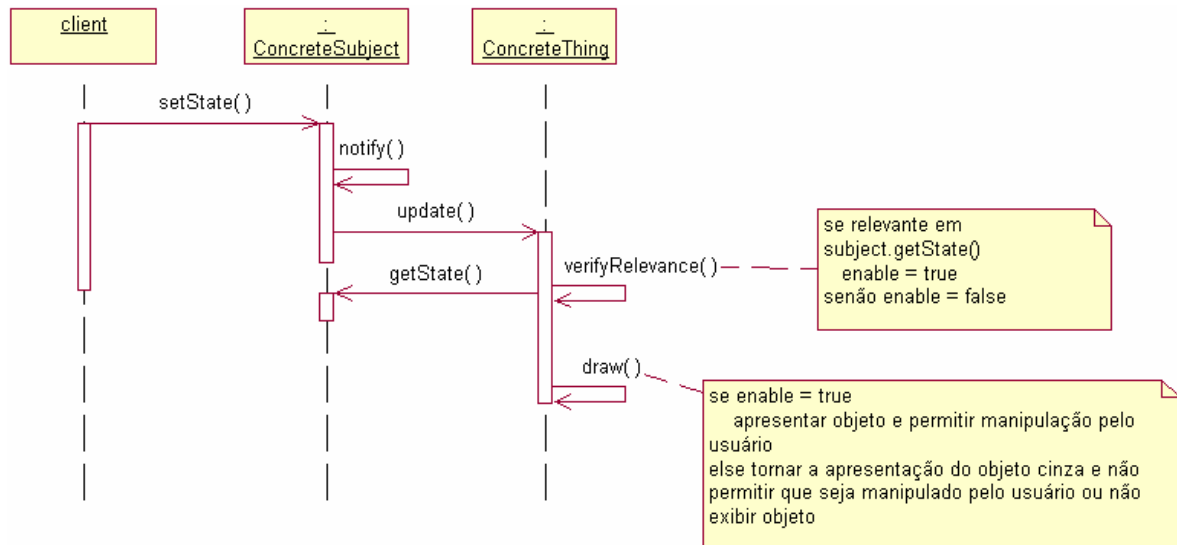 client
:
ConcreteSubject
:
ConcreteThing
setState( )
notify( )
update( )
getState( )
verifyRelevance( )
se relevante em
subject.getState()
enable = true
senão enable = false
draw( )
se enable = true
apresentar objeto e permitir manipulação pelo
usuário
else tornar a apresentação do objeto cinza e não
permitir que seja manipulado pelo usuário ou não
exibir objeto